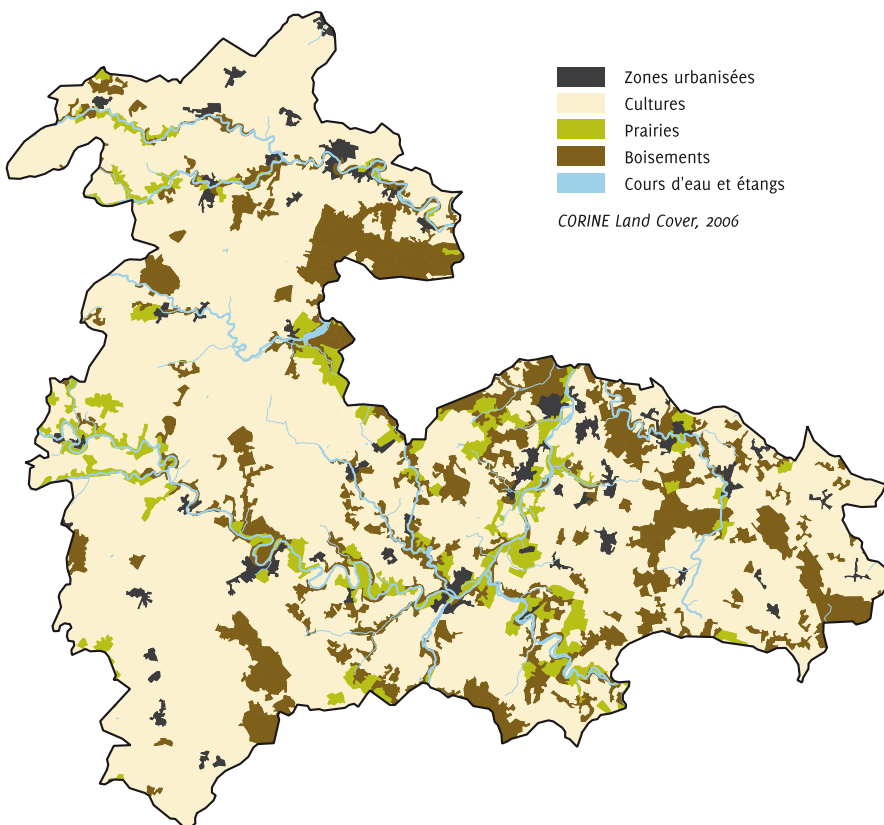 Zones urbanisées
Cultures
Prairies
Boisements
Cours d'eau et étangs
CORINE Land Cover, 2006